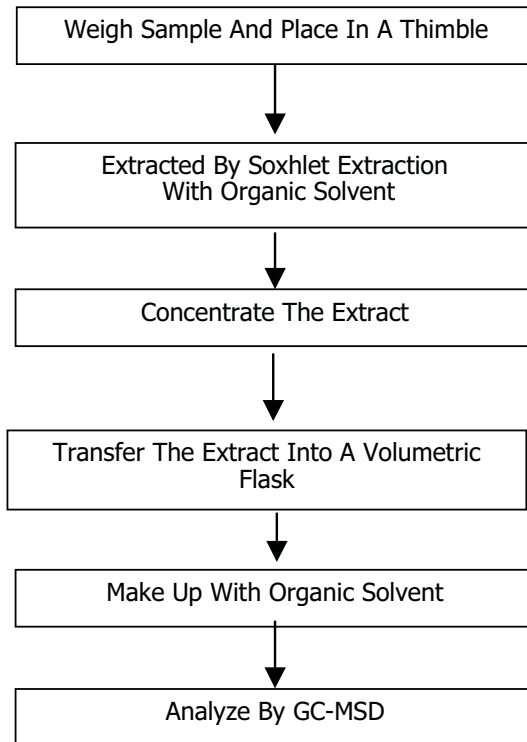 Weigh Sample And Place In A Thimble
Extracted By Soxhlet Extraction
With Organic Solvent
Concentrate The Extract
Transfer The Extract Into A Volumetric
Flask
Make Up With Organic Solvent
Analyze By GC-MSD